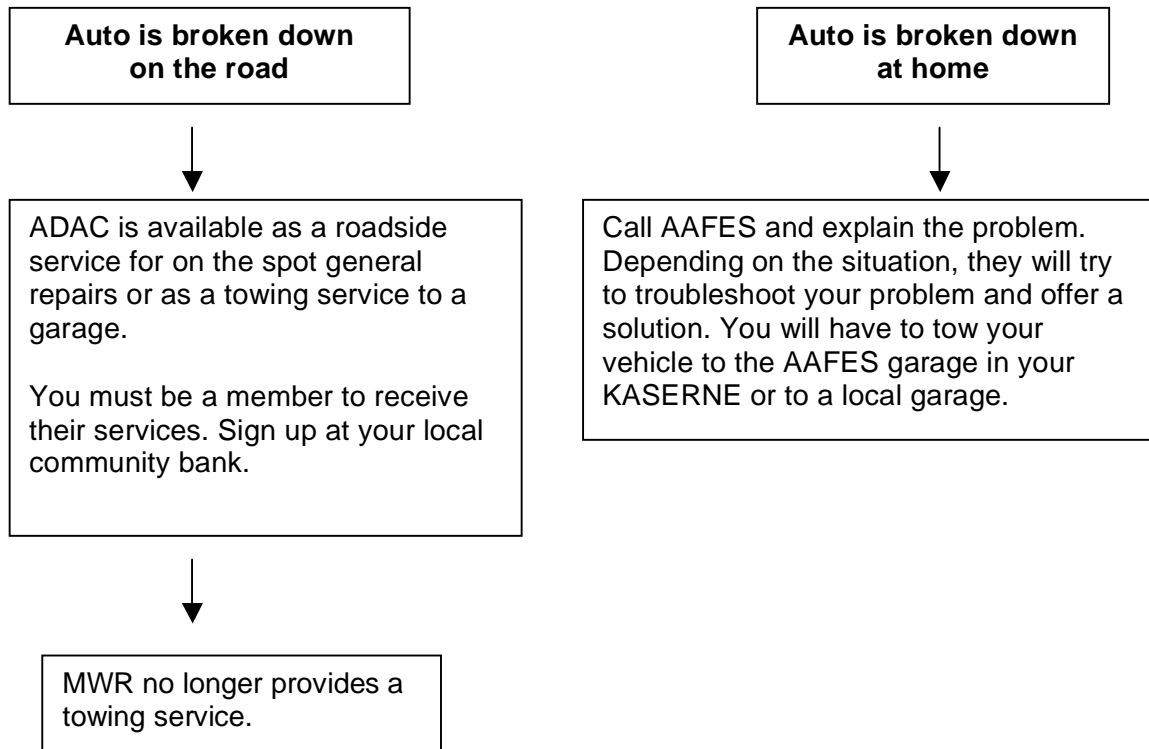 Auto is broken down
on the road
ADAC is available as a roadside
service for on the spot general
repairs or as a towing service to a
garage.
You must be a member to receive
their services. Sign up at your local
community bank.
MWR no longer provides a
towing service.
Auto is broken down
at home
Call AAFES and explain the problem.
Depending on the situation, they will try
to troubleshoot your problem and offer a
solution. You will have to tow your
vehicle to the AAFES garage in your
KASERNE or to a local garage.